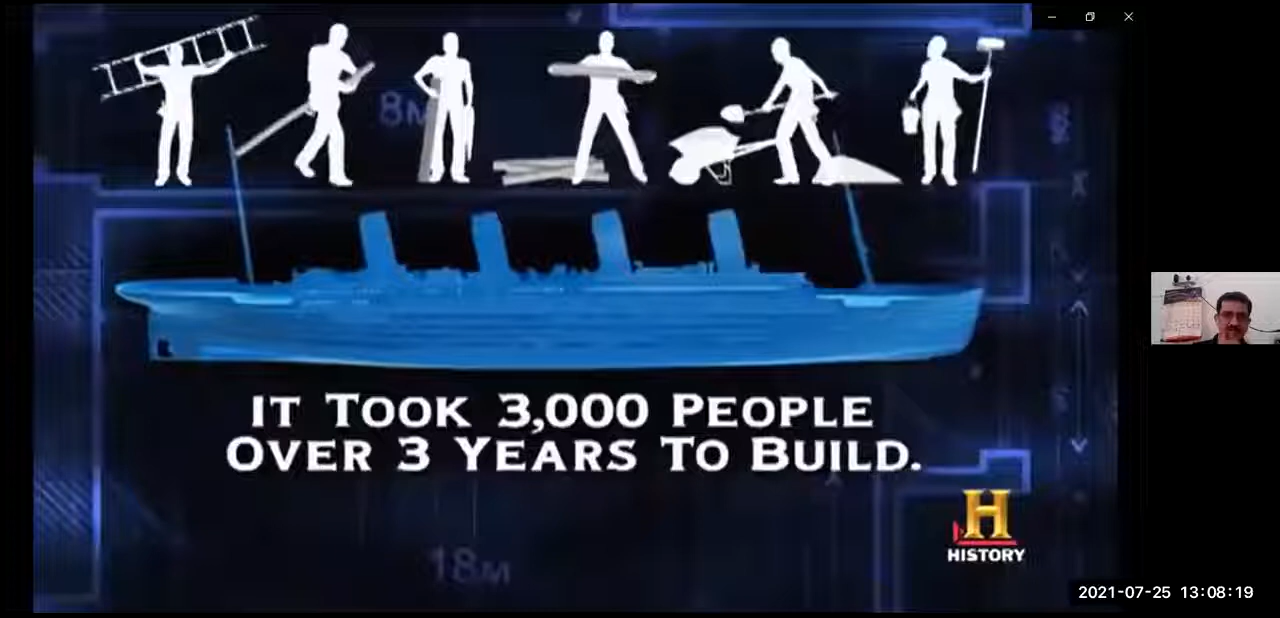 8M
IT TOOK 3,000 PEOPLE
OVER 3 YEARS TO BUILD.
H
HISTORY
18M
2021-07-25 13:08:19